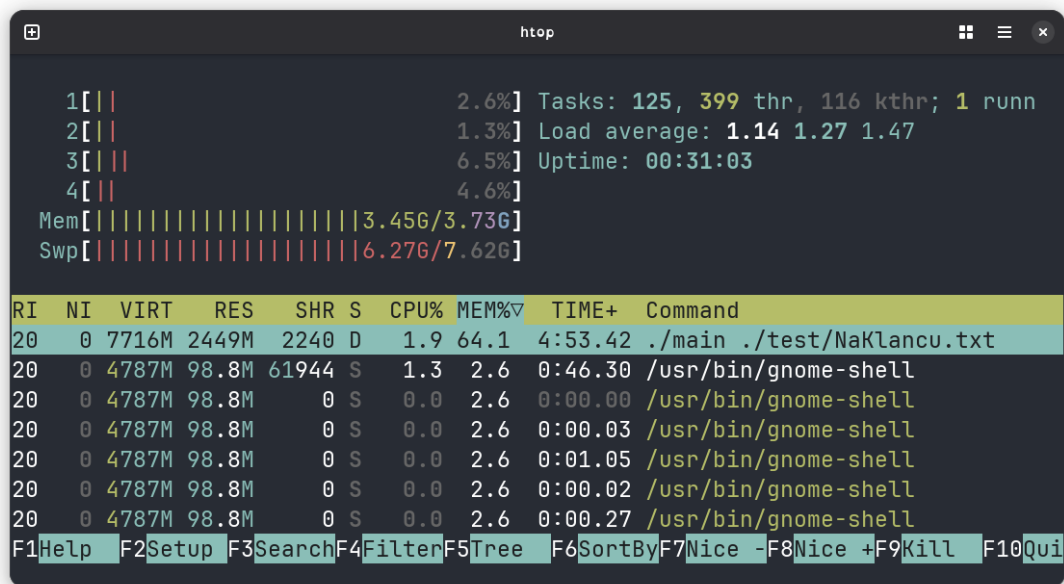 htop
1[|| 2.6%] Tasks: 125, 399 thr, 116 kthr; 1 runn
2[|| 1.3%] Load average: 1.14 1.27 1.47
3[||| 6.5%] Uptime: 00:31:03
4[|| 4.6%]
Mem[||||||||||||||||||||3.45G/3.73G]
Swp[||||||||||||||||||||6.27G/7.62G]
RI NI VIRT RES SHR S CPU% MEM%▽ TIME+ Command
20 0 7716M 2449M 2240 D 1.9 64.1 4:53.42 ./main ./test/NaKlancu.txt
20 0 4787M 98.8M 61944 S 1.3 2.6 0:46.30 /usr/bin/gnome-shell
20 0 4787M 98.8M 0 S 0.0 2.6 0:00.00 /usr/bin/gnome-shell
20 0 4787M 98.8M 0 S 0.0 2.6 0:00.03 /usr/bin/gnome-shell
20 0 4787M 98.8M 0 S 0.0 2.6 0:01.05 /usr/bin/gnome-shell
20 0 4787M 98.8M 0 S 0.0 2.6 0:00.02 /usr/bin/gnome-shell
20 0 4787M 98.8M 0 S 0.0 2.6 0:00.27 /usr/bin/gnome-shell
F1Help F2Setup F3SearchF4FilterF5Tree F6SortByF7Nice -F8Nice +F9Kill F10Qui